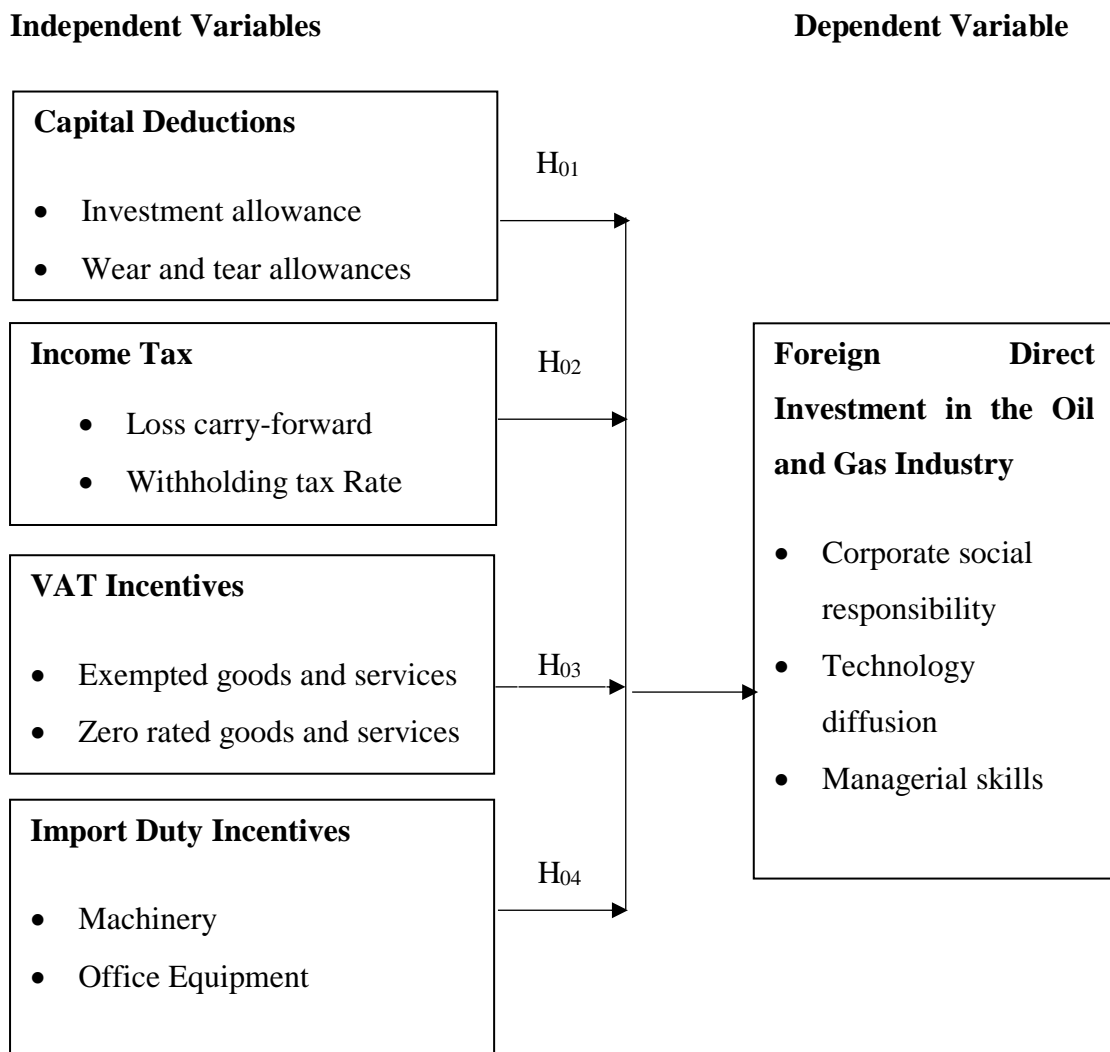 Independent Variables
Dependent Variable
Capital Deductions
• Investment allowance
• Wear and tear allowances
H01
Income Tax
• Loss carry-forward
• Withholding tax Rate
H02
VAT Incentives
• Exempted goods and services
• Zero rated goods and services
H03
Import Duty Incentives
• Machinery
• Office Equipment
H04
Foreign Direct
Investment in the Oil
and Gas Industry
• Corporate social
responsibility
• Technology
diffusion
• Managerial skills